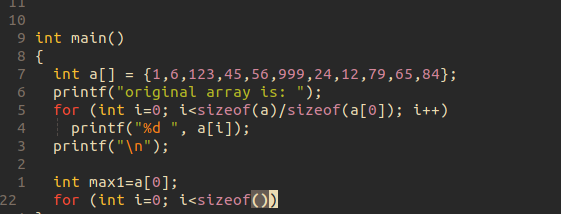 11
10
9 int main()
8 {
7 int a[] = {1,6,123,45,56,999,24,12,79,65,84};
6 printf("original array is: ");
5 for (int i=0; i<sizeof(a)/sizeof(a[0]); i++)
4 printf("%d ", a[i]);
3 printf("\n");
2
1 int max1=a[0];
22 for (int i=0; i<sizeof())